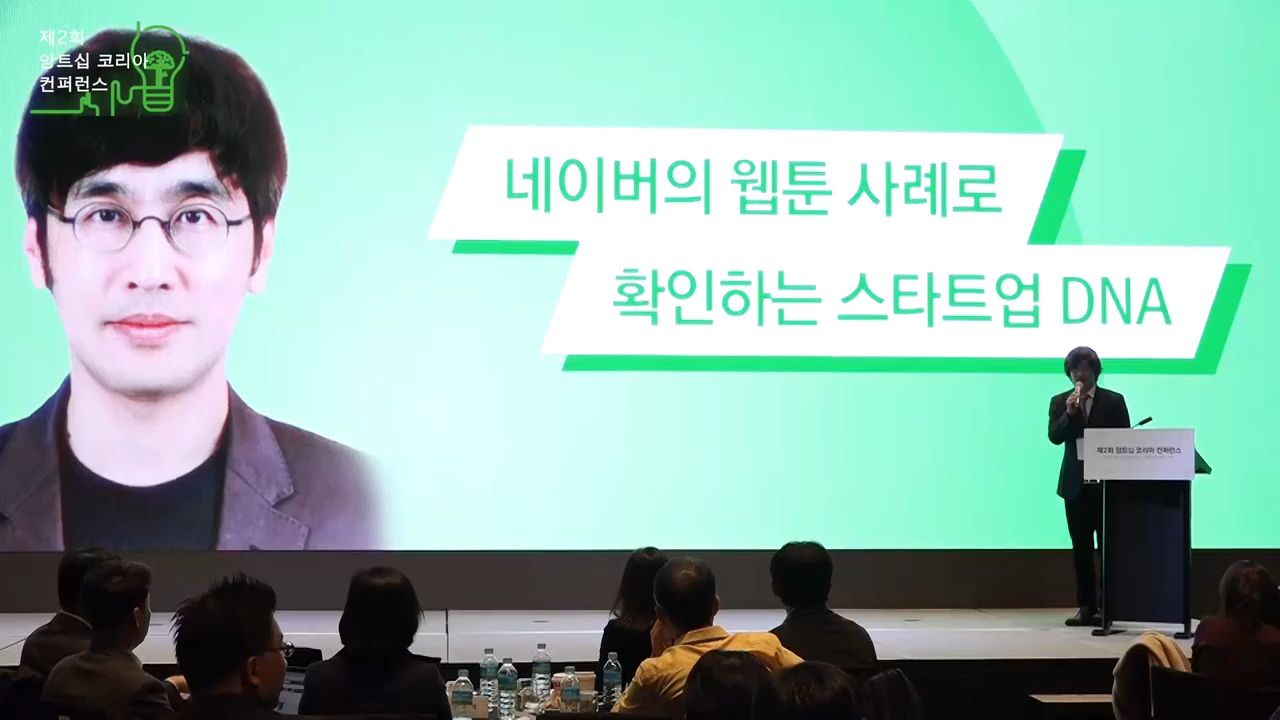 제2회
앙트십 코리아
컨퍼런스
네이버의 웹툰 사례로
확인하는 스타트업 DNA
제2회 앙트십 코리아 컨퍼런스